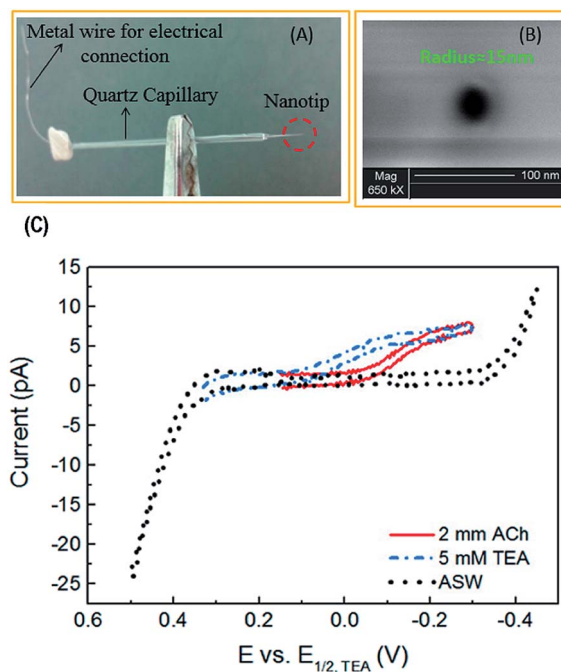 Metal wire for electrical
connection
(A)
Quartz Capillary
Nanotip
(B)
Radius=15nm
Mag
650 kX
100 nm
(C)
Current (pA)
15
10
5
0
-5
-10
-15
-20
-25
2 mm ACh
5 mM TEA
ASW
0.6 0.4 0.2 0.0 -0.2 -0.4
E vs. E1/2, TEA (V)